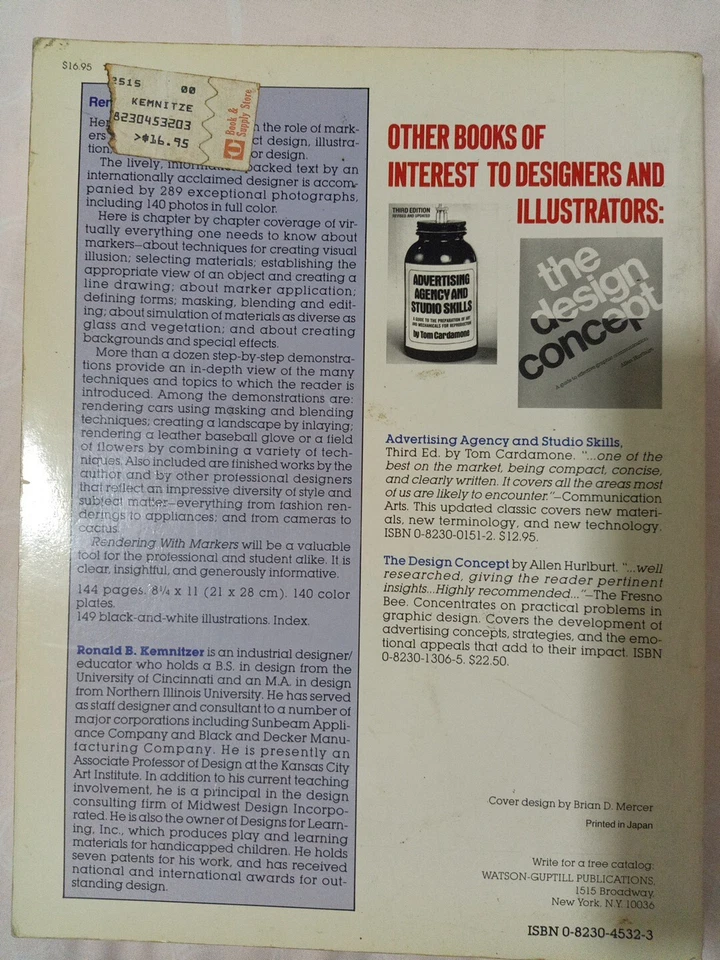 $16.95
2515 00
KEMNITZE
8230453203
>$16.95
Book &
Supply Store
Ren
Her n the role of mark-
ers ct design, illustra-
tion, or design.
The lively, information-packed text by an
internationally acclaimed designer is accom-
panied by 289 exceptional photographs,
including 140 photos in full color.
Here is chapter by chapter coverage of vir-
tually everything one needs to know about
markers—about techniques for creating visual
illusion; selecting materials; establishing the
appropriate view of an object and creating a
line drawing; about marker application;
defining forms; masking, blending and edit-
ing; about simulation of materials as diverse as
glass and vegetation; and about creating
backgrounds and special effects.
More than a dozen step-by-step demonstra-
tions provide an in-depth view of the many
techniques and topics to which the reader is
introduced. Among the demonstrations are:
rendering cars using masking and blending
techniques; creating a landscape by inlaying;
rendering a leather baseball glove or a field
of flowers by combining a variety of tech-
niques. Also included are finished works by the
author and by other professional designers
that reflect an impressive diversity of style and
subject matter—everything from fashion ren-
derings to appliances; and from cameras to
cactus.
Rendering With Markers will be a valuable
tool for the professional and student alike. It is
clear, insightful, and generously informative.
144 pages. 8¼ x 11 (21 x 28 cm). 140 color
plates.
149 black-and-white illustrations. Index.
Ronald B. Kemnitzer is an industrial designer/
educator who holds a B.S. in design from the
University of Cincinnati and an M.A. in design
from Northern Illinois University. He has served
as staff designer and consultant to a number of
major corporations including Sunbeam Appli-
ance Company and Black and Decker Manu-
facturing Company. He is presently an
Associate Professor of Design at the Kansas City
Art Institute. In addition to his current teaching
involvement, he is a principal in the design
consulting firm of Midwest Design Incorpo-
rated. He is also the owner of Designs for Learn-
ing, Inc., which produces play and learning
materials for handicapped children. He holds
seven patents for his work, and has received
national and international awards for out-
standing design.
OTHER BOOKS OF
INTEREST TO DESIGNERS AND
ILLUSTRATORS:
THIRD EDITION
REVISED AND UPDATED
ADVERTISING
AGENCY AND
STUDIO SKILLS
A GUIDE TO THE PREPARATION OF ART
AND MECHANICALS FOR REPRODUCTION
by Tom Cardamone
the
design
concept
A guide to effective graphic communication
Allen Hurlburt
Advertising Agency and Studio Skills,
Third Ed. by Tom Cardamone. "...one of the
best on the market, being compact, concise,
and clearly written. It covers all the areas most
of us are likely to encounter."—Communication
Arts. This updated classic covers new materi-
als, new terminology, and new technology.
ISBN 0-8230-0151-2. $12.95.
The Design Concept by Allen Hurlburt. "...well
researched, giving the reader pertinent
insights...Highly recommended..."—The Fresno
Bee. Concentrates on practical problems in
graphic design. Covers the development of
advertising concepts, strategies, and the emo-
tional appeals that add to their impact. ISBN
0-8230-1306-5. $22.50.
Cover design by Brian D. Mercer
Printed in Japan
Write for a free catalog:
WATSON-GUPTILL PUBLICATIONS,
1515 Broadway,
New York, N.Y. 10036
ISBN 0-8230-4532-3